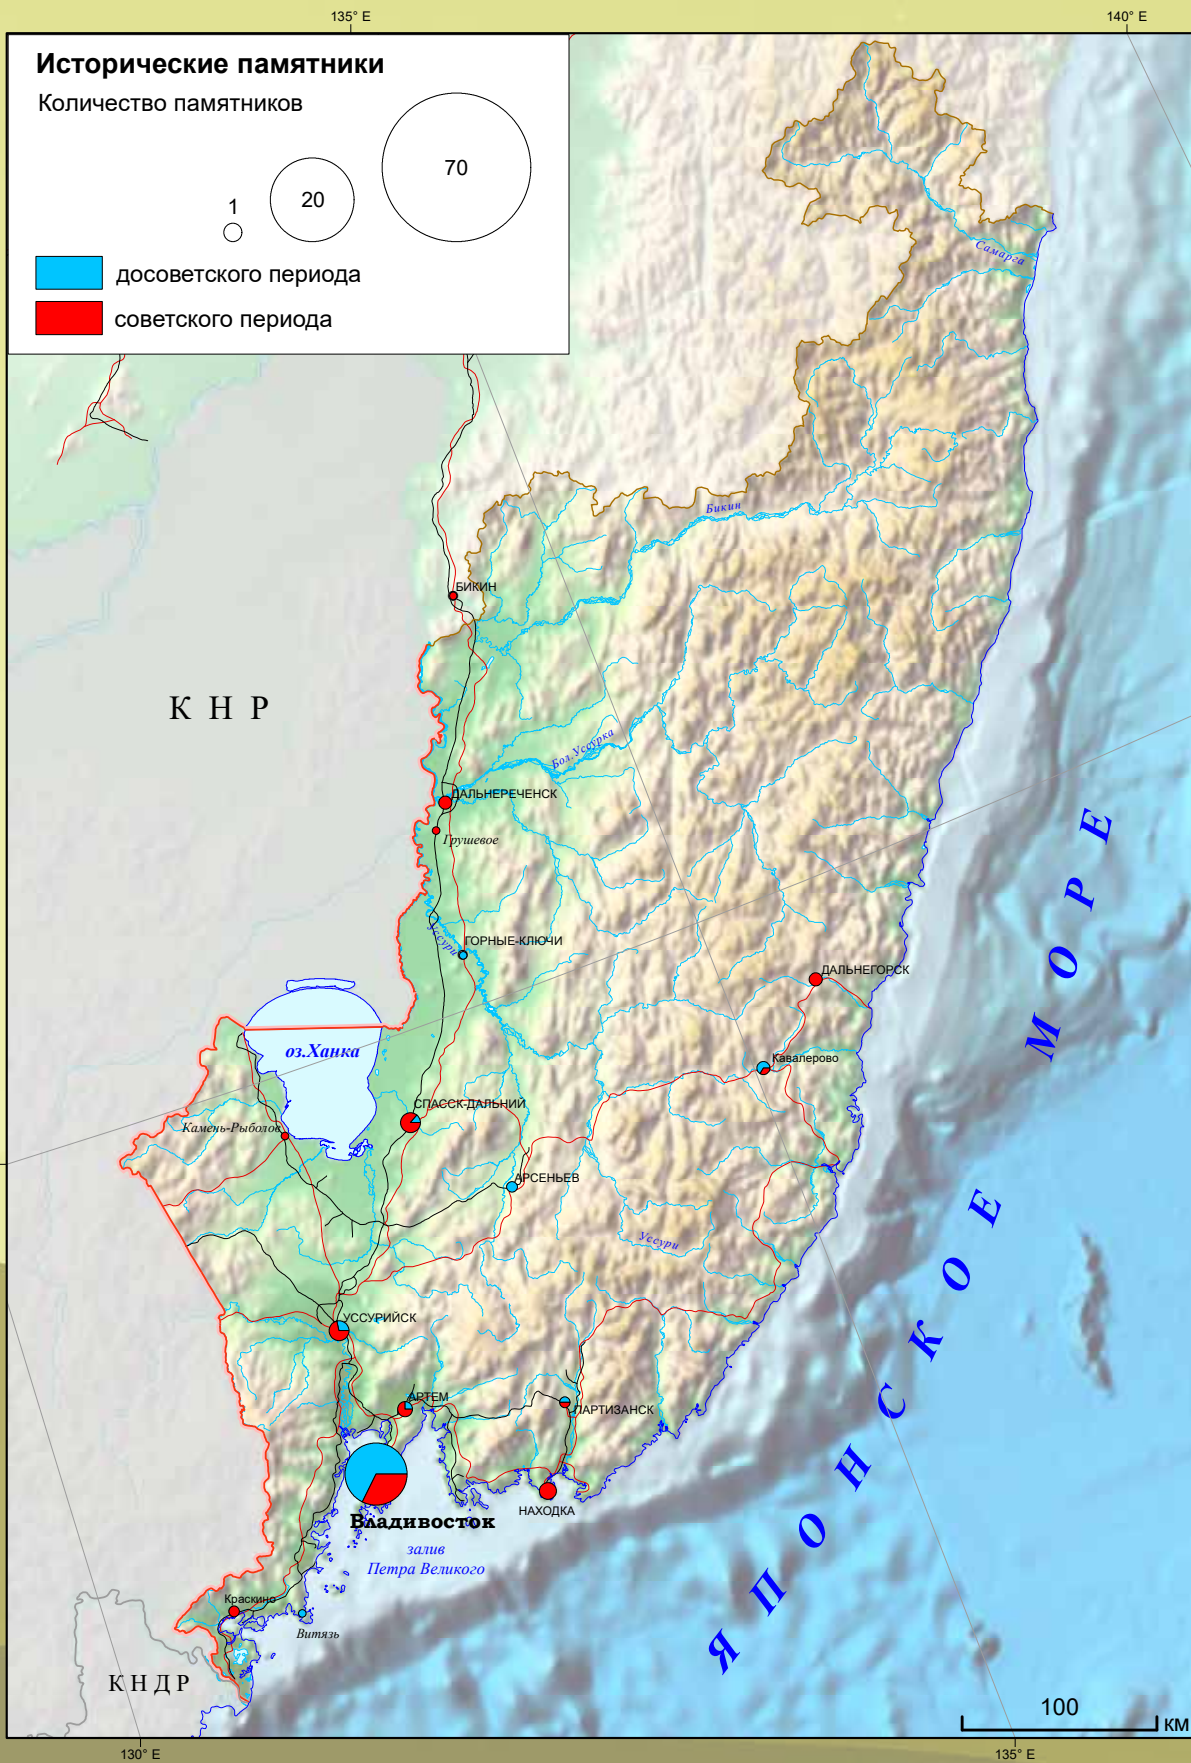 135° E
140° E
Исторические памятники
Количество памятников
1
20
70
досоветского периода
советского периода
Самарга
Бикин
БИКИН
К Н Р
Бол.Уссурка
ДАЛЬНЕРЕЧЕНСК
Грушевое
Уссури
ГОРНЫЕ-КЛЮЧИ
ДАЛЬНЕГОРСК
оз.Ханка
Кавалерово
СПАССК-ДАЛЬНИЙ
Камень-Рыболов
АРСЕНЬЕВ
Уссури
УССУРИЙСК
АРТЕМ
ПАРТИЗАНСК
НАХОДКА
Владивосток
залив
Петра Великого
Краскино
Витязь
К Н Д Р
ЯПОНСКОЕ МОРЕ
100
км
130° E
135° E